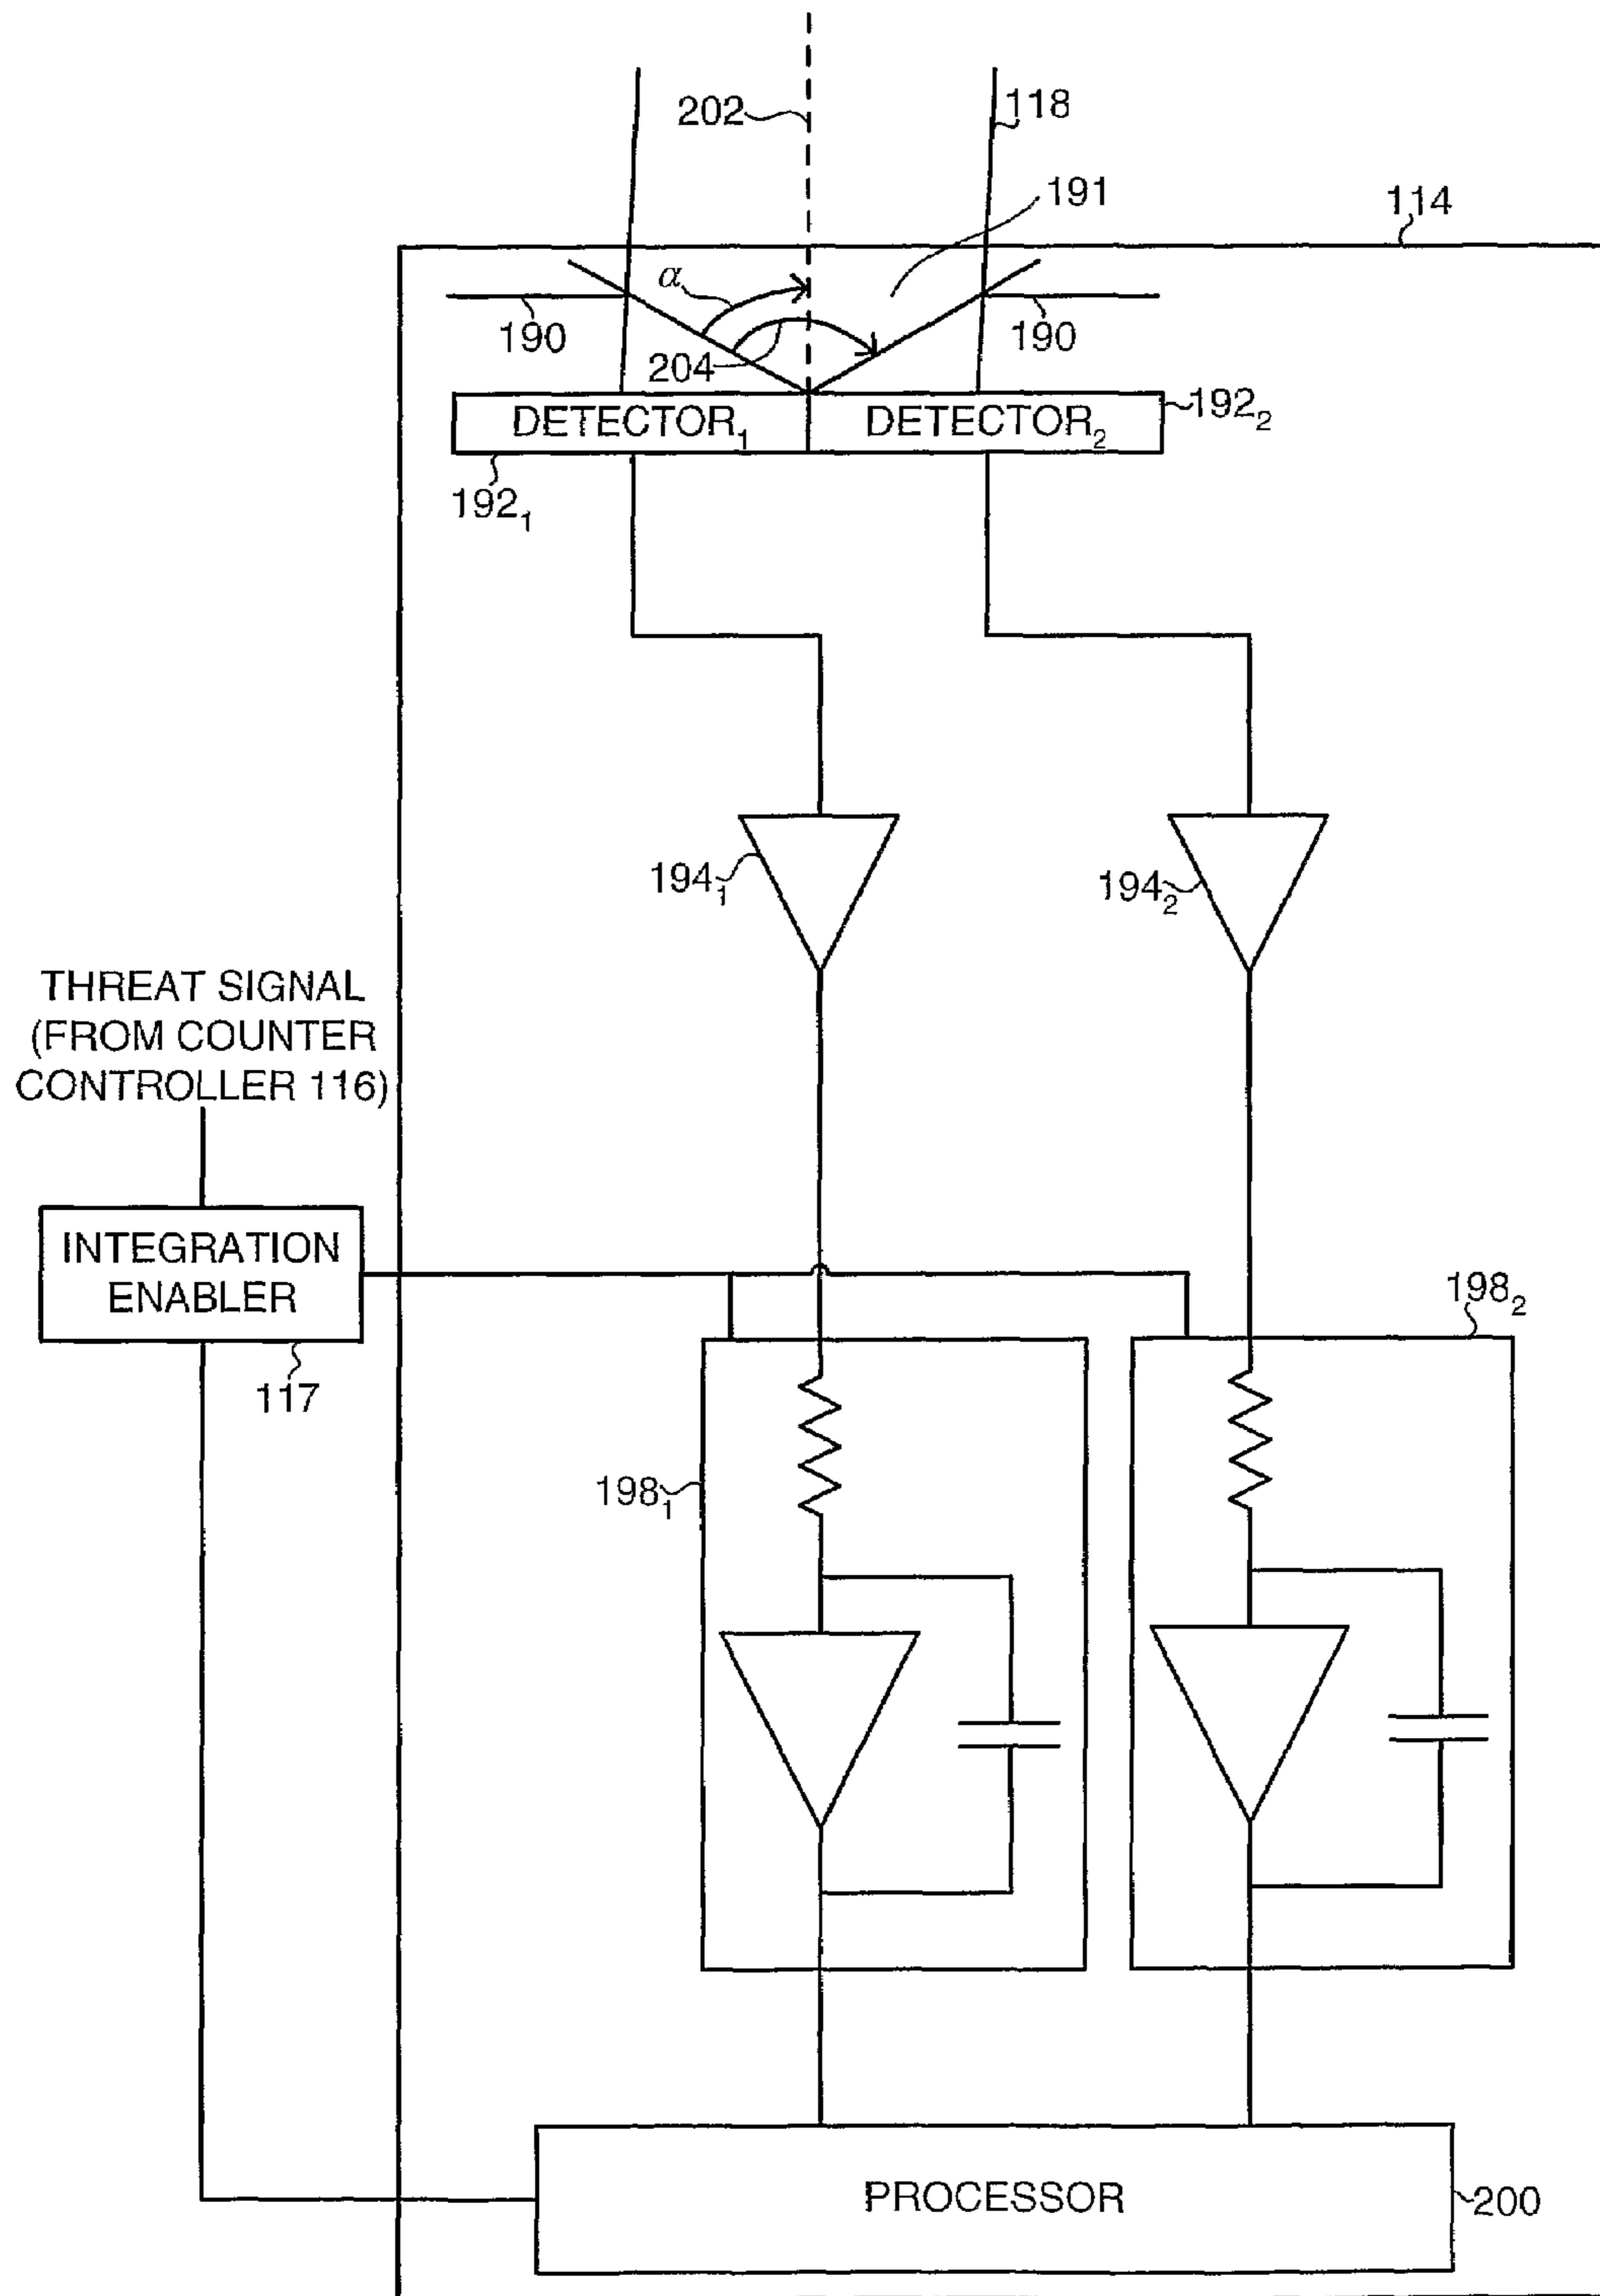 202
118
191
114
α
190
190
204
DETECTOR₁
DETECTOR₂
192₂
192₁
194₁
194₂
THREAT SIGNAL
(FROM COUNTER
CONTROLLER 116)
INTEGRATION
ENABLER
117
198₂
198₁
PROCESSOR
200